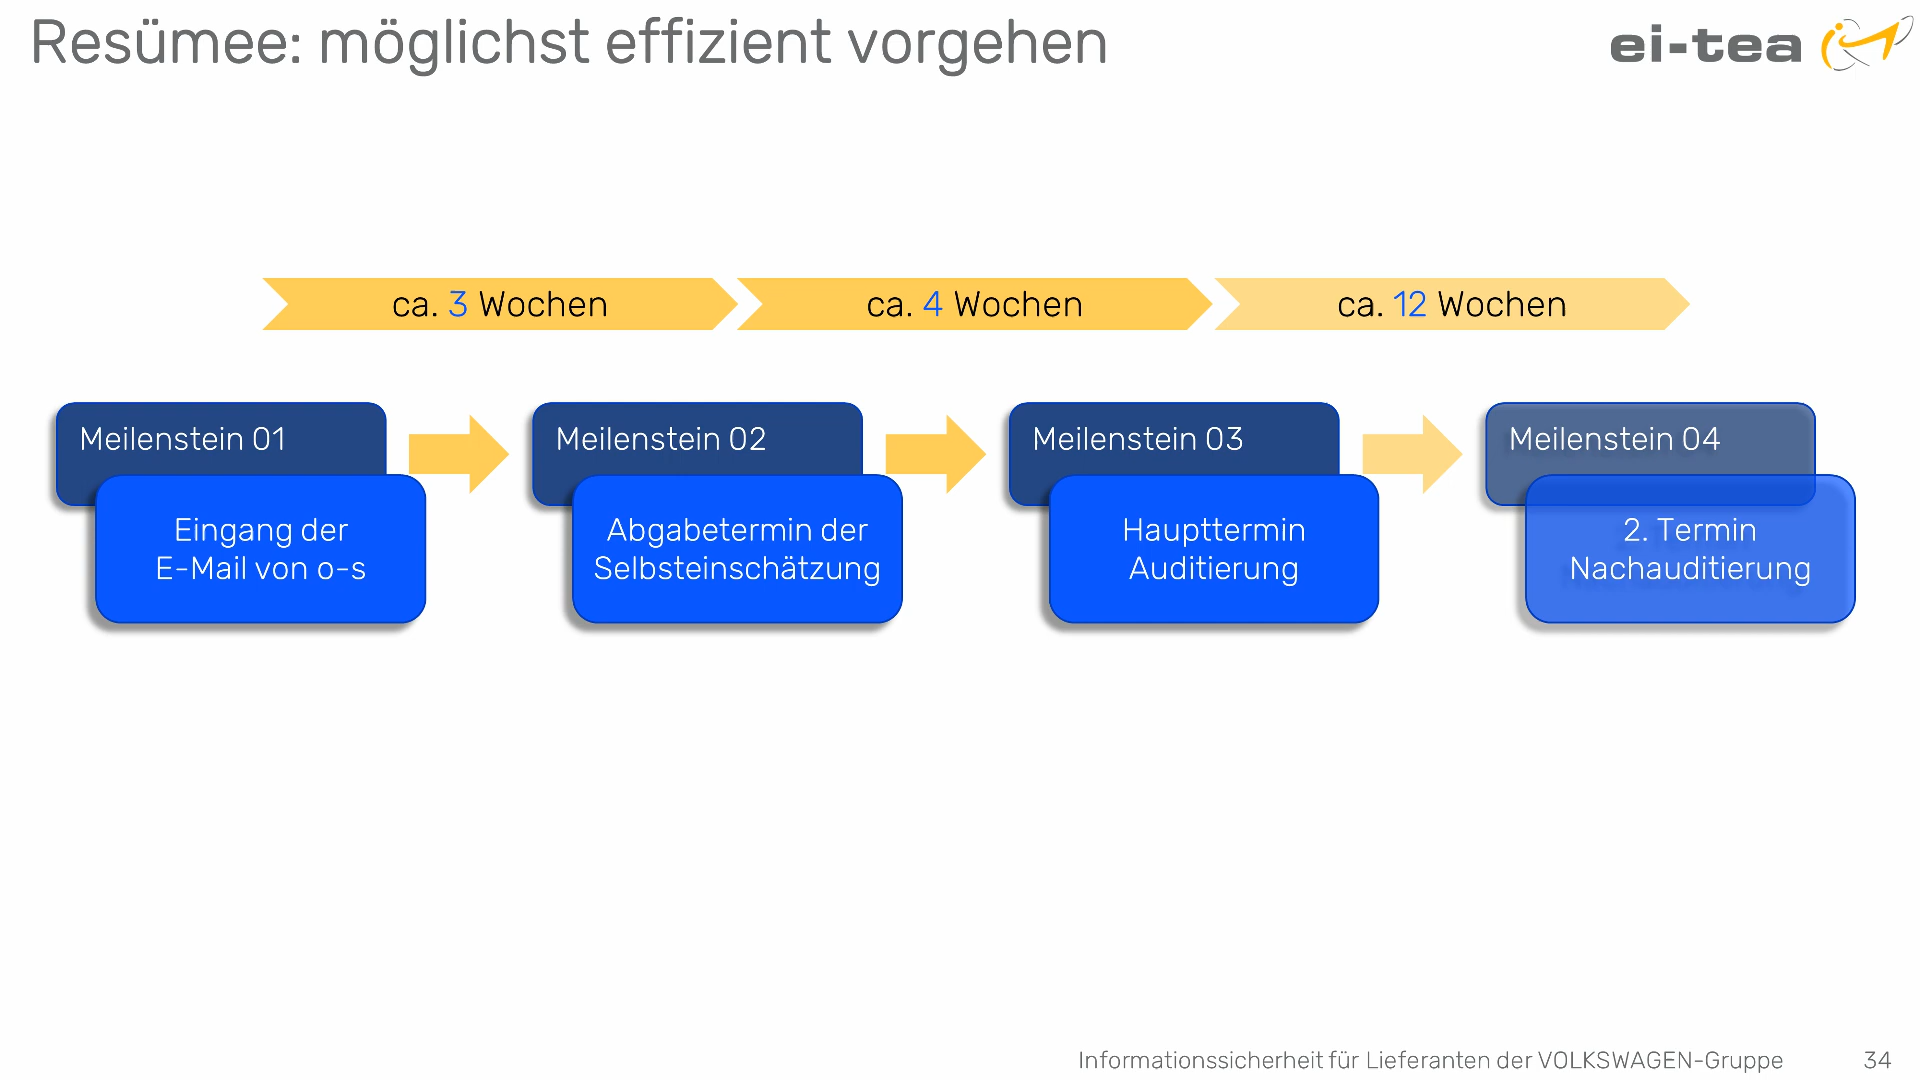 Resümee: möglichst effizient vorgehen
ei-tea
ca. 3 Wochen
ca. 4 Wochen
ca. 12 Wochen
Meilenstein 01
Eingang der
E-Mail von o-s
Meilenstein 02
Abgabetermin der
Selbsteinschätzung
Meilenstein 03
Haupttermin
Auditierung
Meilenstein 04
2. Termin
Nachauditierung
Informationssicherheit für Lieferanten der VOLKSWAGEN-Gruppe
34